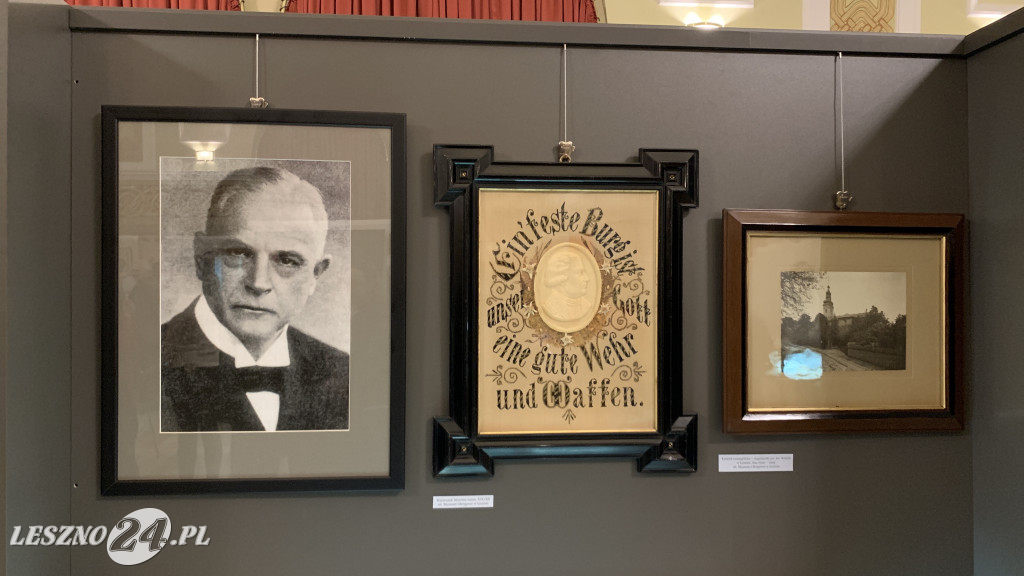 Ein feste Burg ist
unser Gott
eine gute Wehr
und Waffen.
LESZNO24.PL